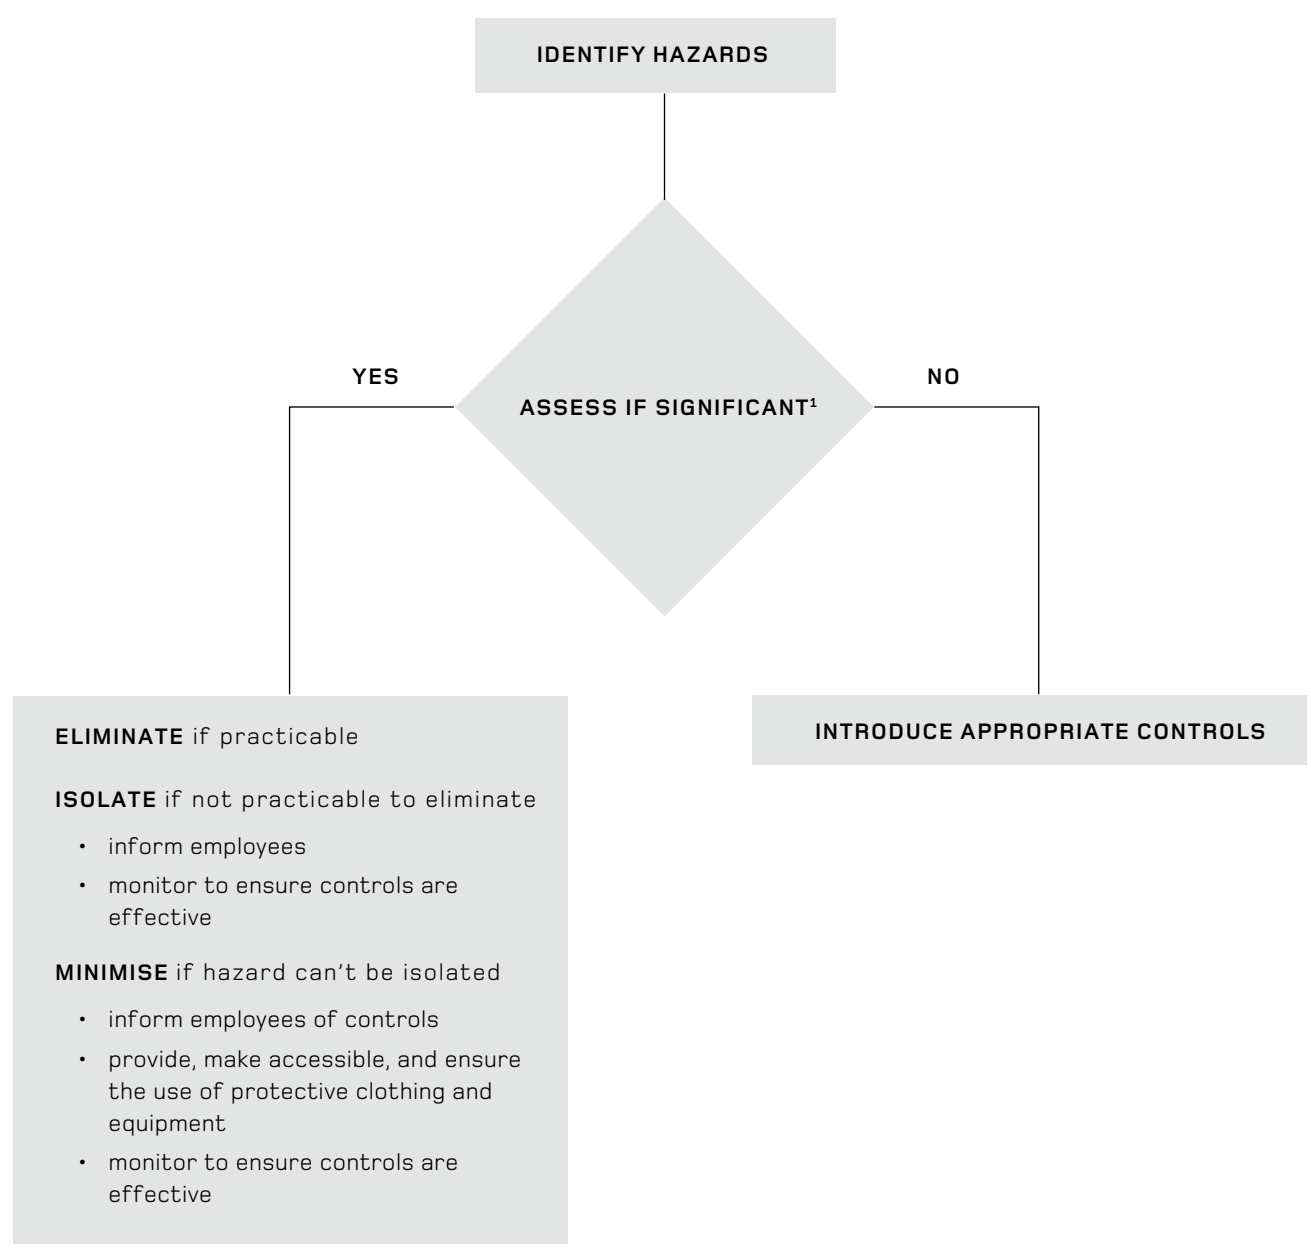 IDENTIFY HAZARDS
YES
NO
ASSESS IF SIGNIFICANT¹
ELIMINATE if practicable
ISOLATE if not practicable to eliminate
• inform employees
• monitor to ensure controls are
effective
MINIMISE if hazard can't be isolated
• inform employees of controls
• provide, make accessible, and ensure
the use of protective clothing and
equipment
• monitor to ensure controls are
effective
INTRODUCE APPROPRIATE CONTROLS